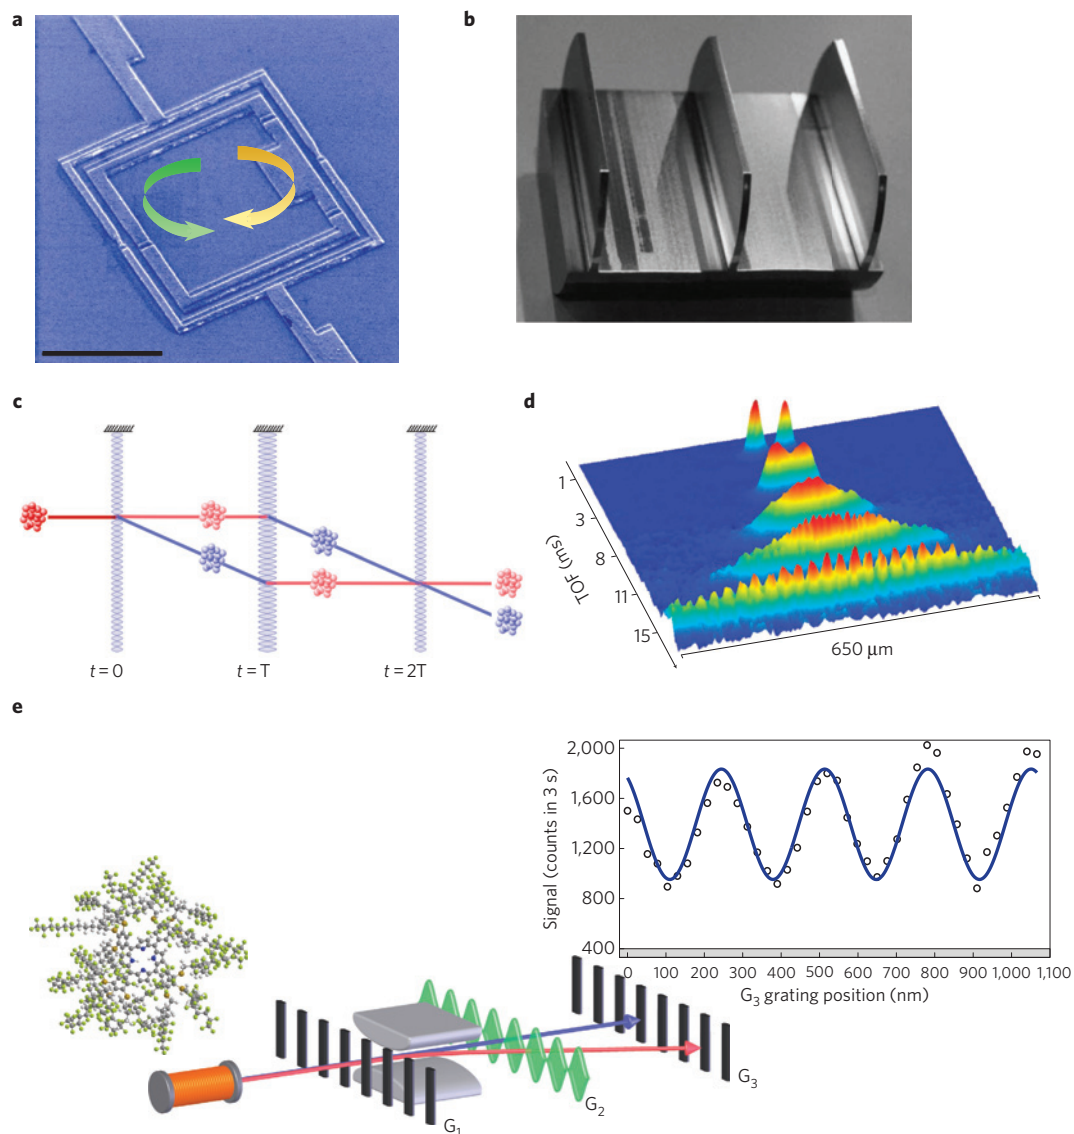 a
b
c
t = 0
t = T
t = 2T
d
1
3
8
11
15
TOF (ms)
650 µm
e
G1
G2
G3
Signal (counts in 3 s)
2,000
1,600
1,200
800
400
0 100 200 300 400 500 600 700 800 900 1,000 1,100
G3 grating position (nm)